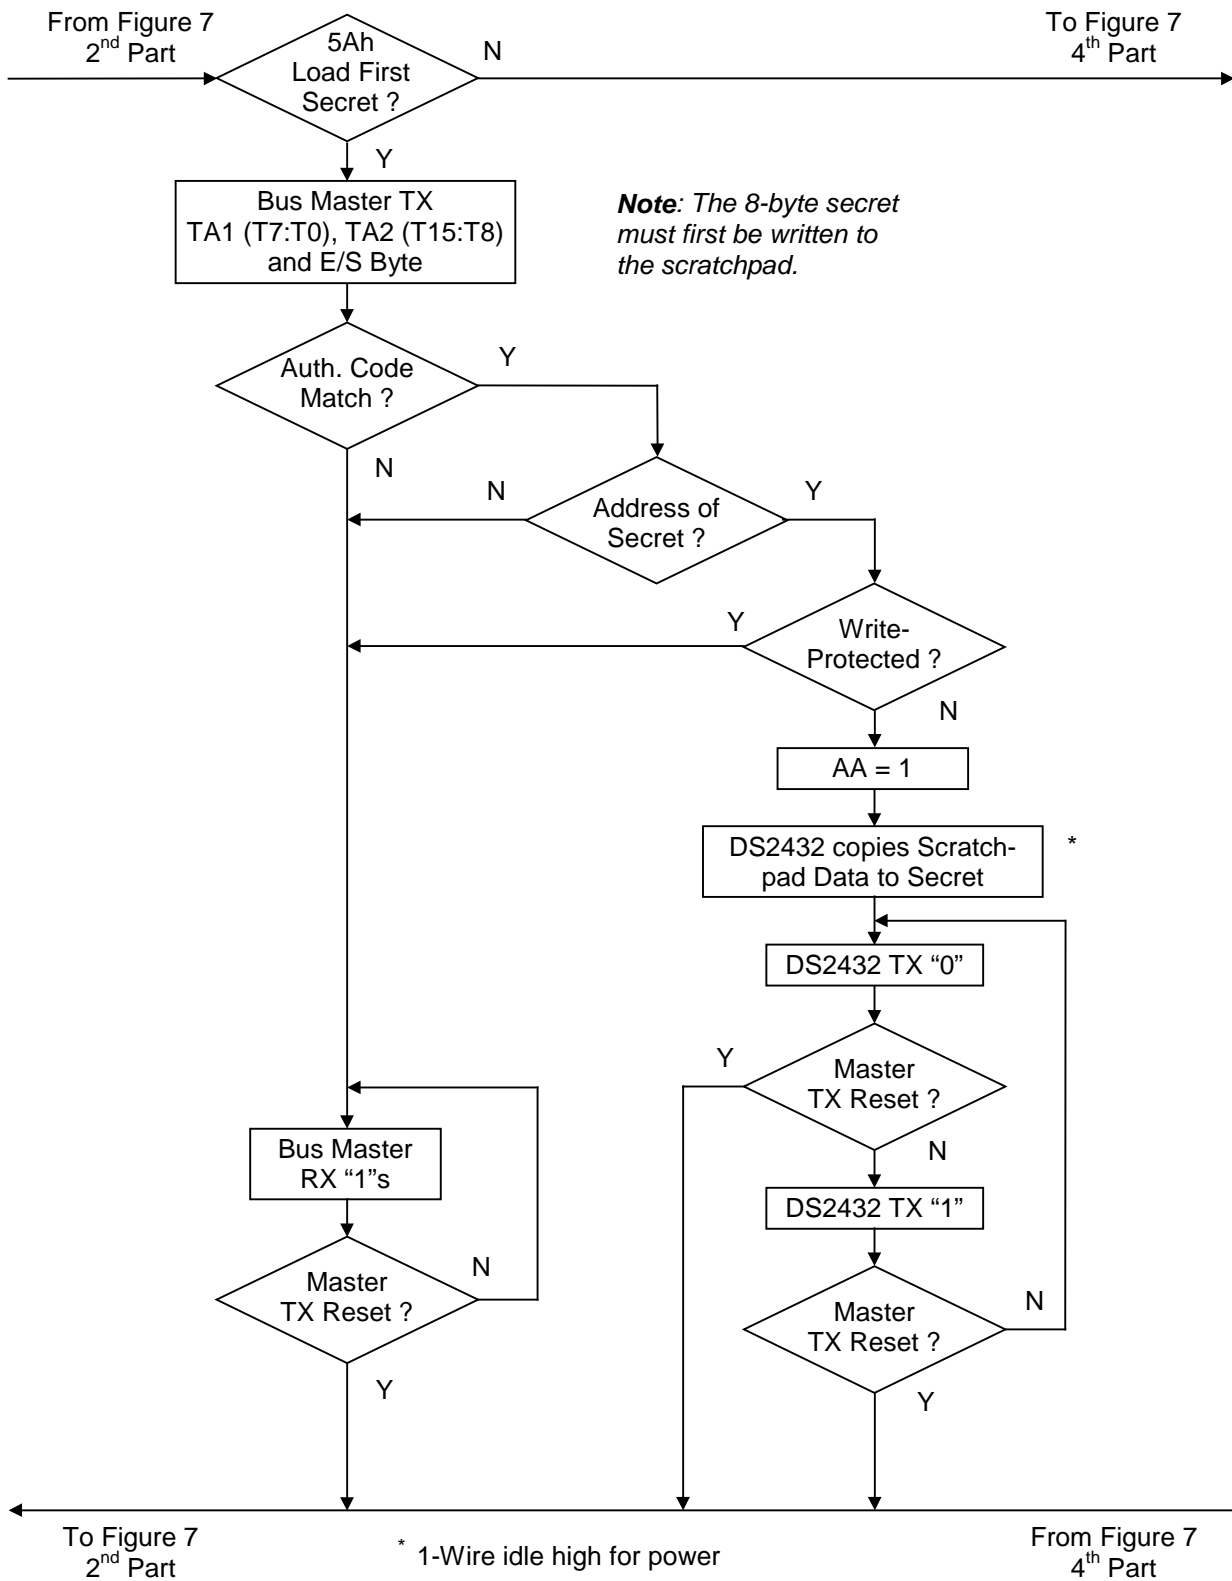 From Figure 7
2nd Part
5Ah
Load First
Secret ?
N
To Figure 7
4th Part
Y
Bus Master TX
TA1 (T7:T0), TA2 (T15:T8)
and E/S Byte
Note: The 8-byte secret
must first be written to
the scratchpad.
Auth. Code
Match ?
Y
N
N
Address of
Secret ?
Y
Y
Write-
Protected ?
N
AA = 1
DS2432 copies Scratch-
pad Data to Secret
*
DS2432 TX “0”
Y
Master
TX Reset ?
N
Bus Master
RX “1”s
DS2432 TX “1”
Master
TX Reset ?
N
Y
Master
TX Reset ?
N
Y
To Figure 7
2nd Part
* 1-Wire idle high for power
From Figure 7
4th Part